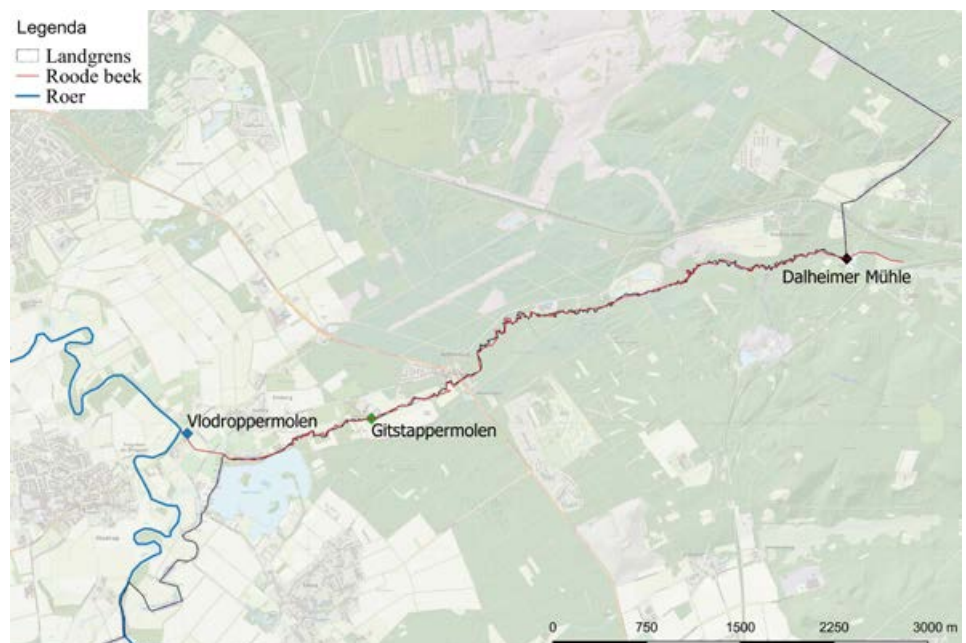 Legenda
Landgrens
Roode beek
Roer
Dalheimer Mühle
Vlodroppermolen
Gitstappermolen
0 750 1500 2250 3000 m